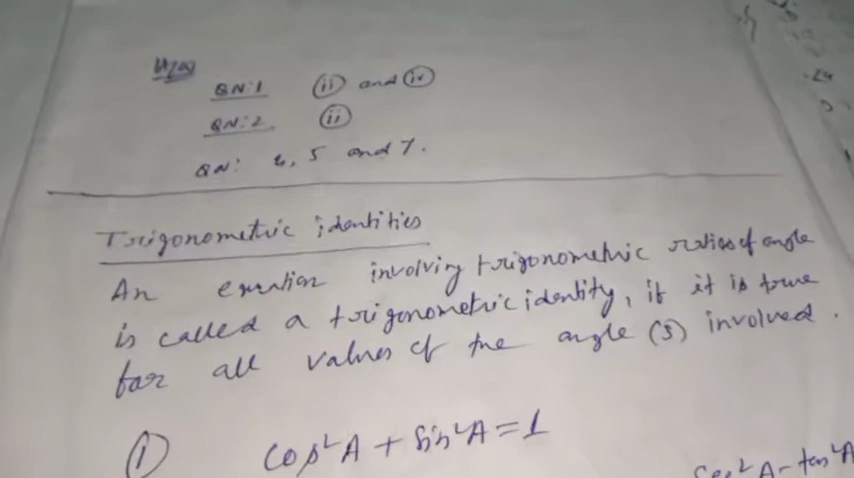 H/W
QN:1 (ii) and (iv)
QN:2. (ii)
QN: 4, 5 and 7.
Trigonometric identities
An equation involving trigonometric ratios of angle
is called a trigonometric identity, if it is true
for all values of the angle (s) involved.
(1) cos²A + sin²A = 1
sec²A - tan²A